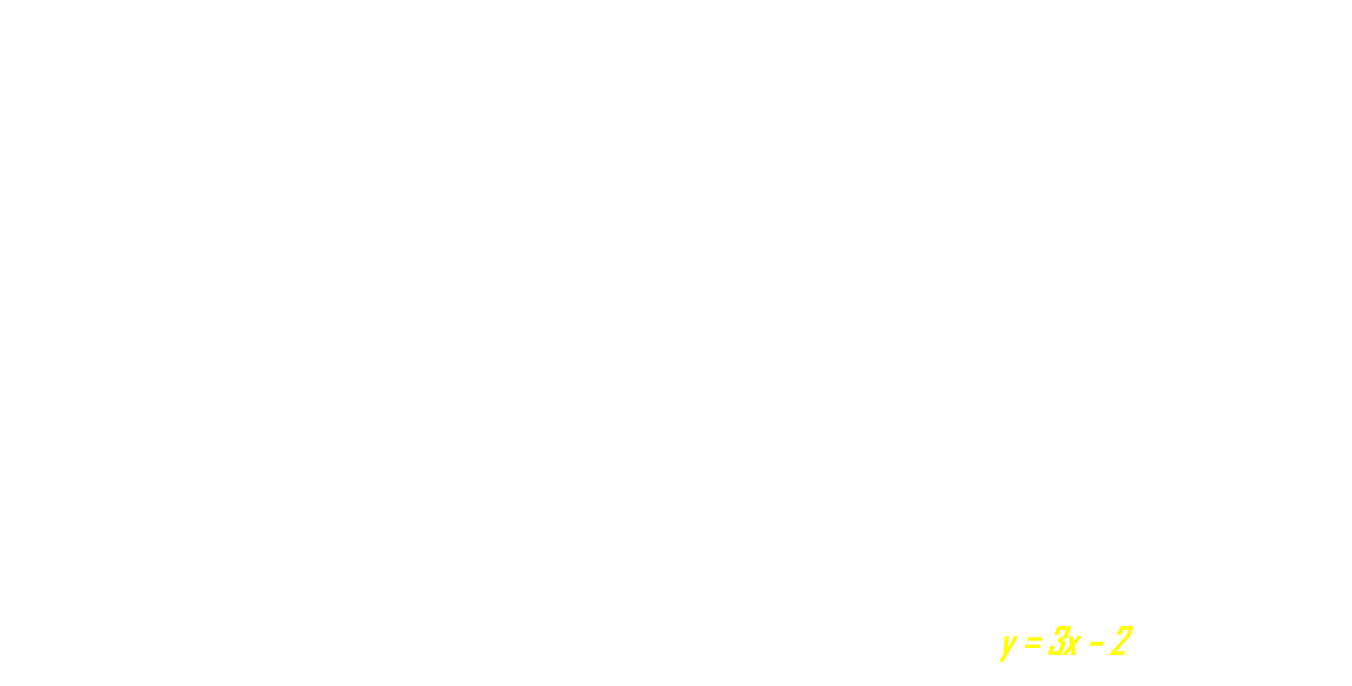 y = 3x – 2